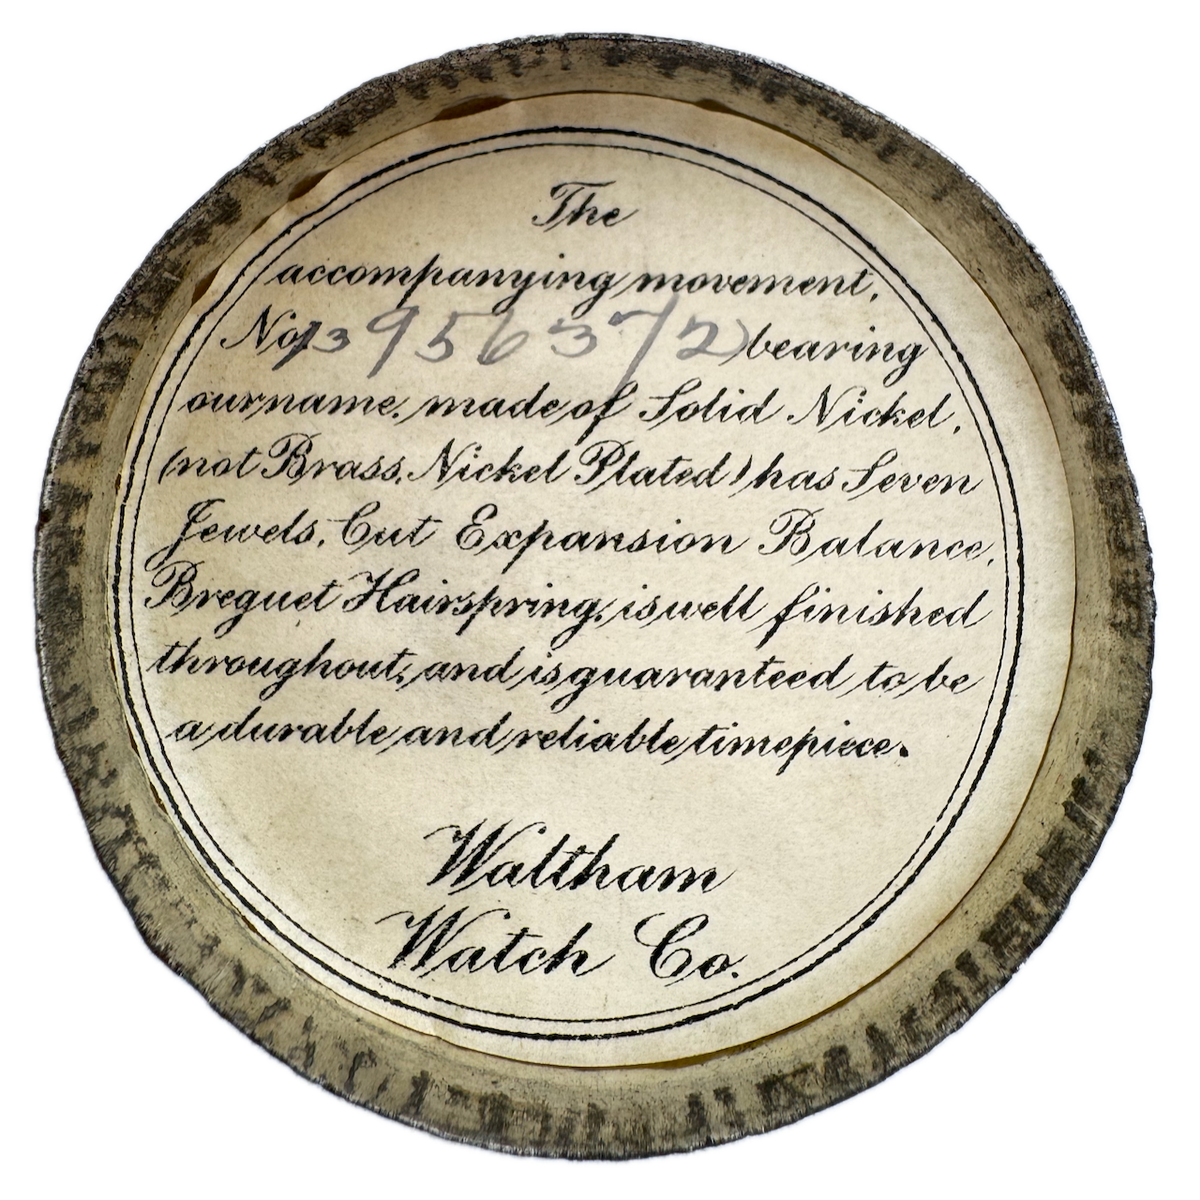 The
accompanying movement,
No. 13956372 bearing
our name, made of Solid Nickel,
(not Brass, Nickel Plated) has Seven
Jewels, Cut Expansion Balance,
Breguet Hairspring, is well finished
throughout, and is guaranteed to be
a durable and reliable timepiece.
Waltham
Watch Co.